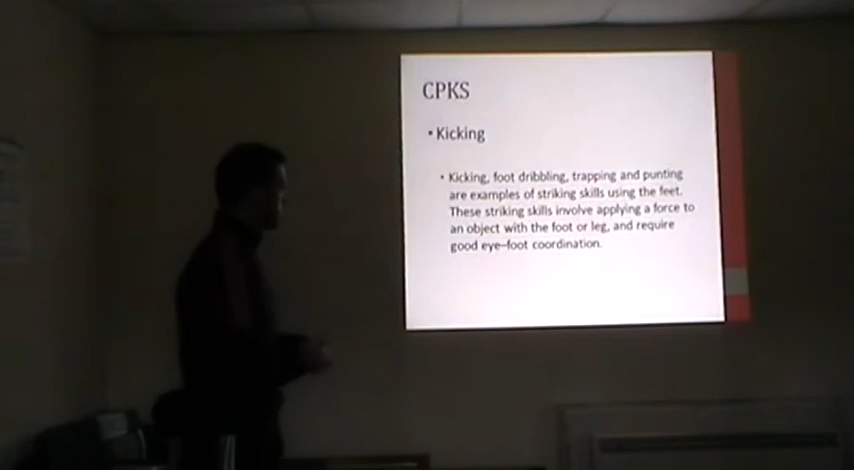 CPKS
• Kicking
• Kicking, foot dribbling, trapping and punting
are examples of striking skills using the feet.
These striking skills involve applying a force to
an object with the foot or leg, and require
good eye–foot coordination.